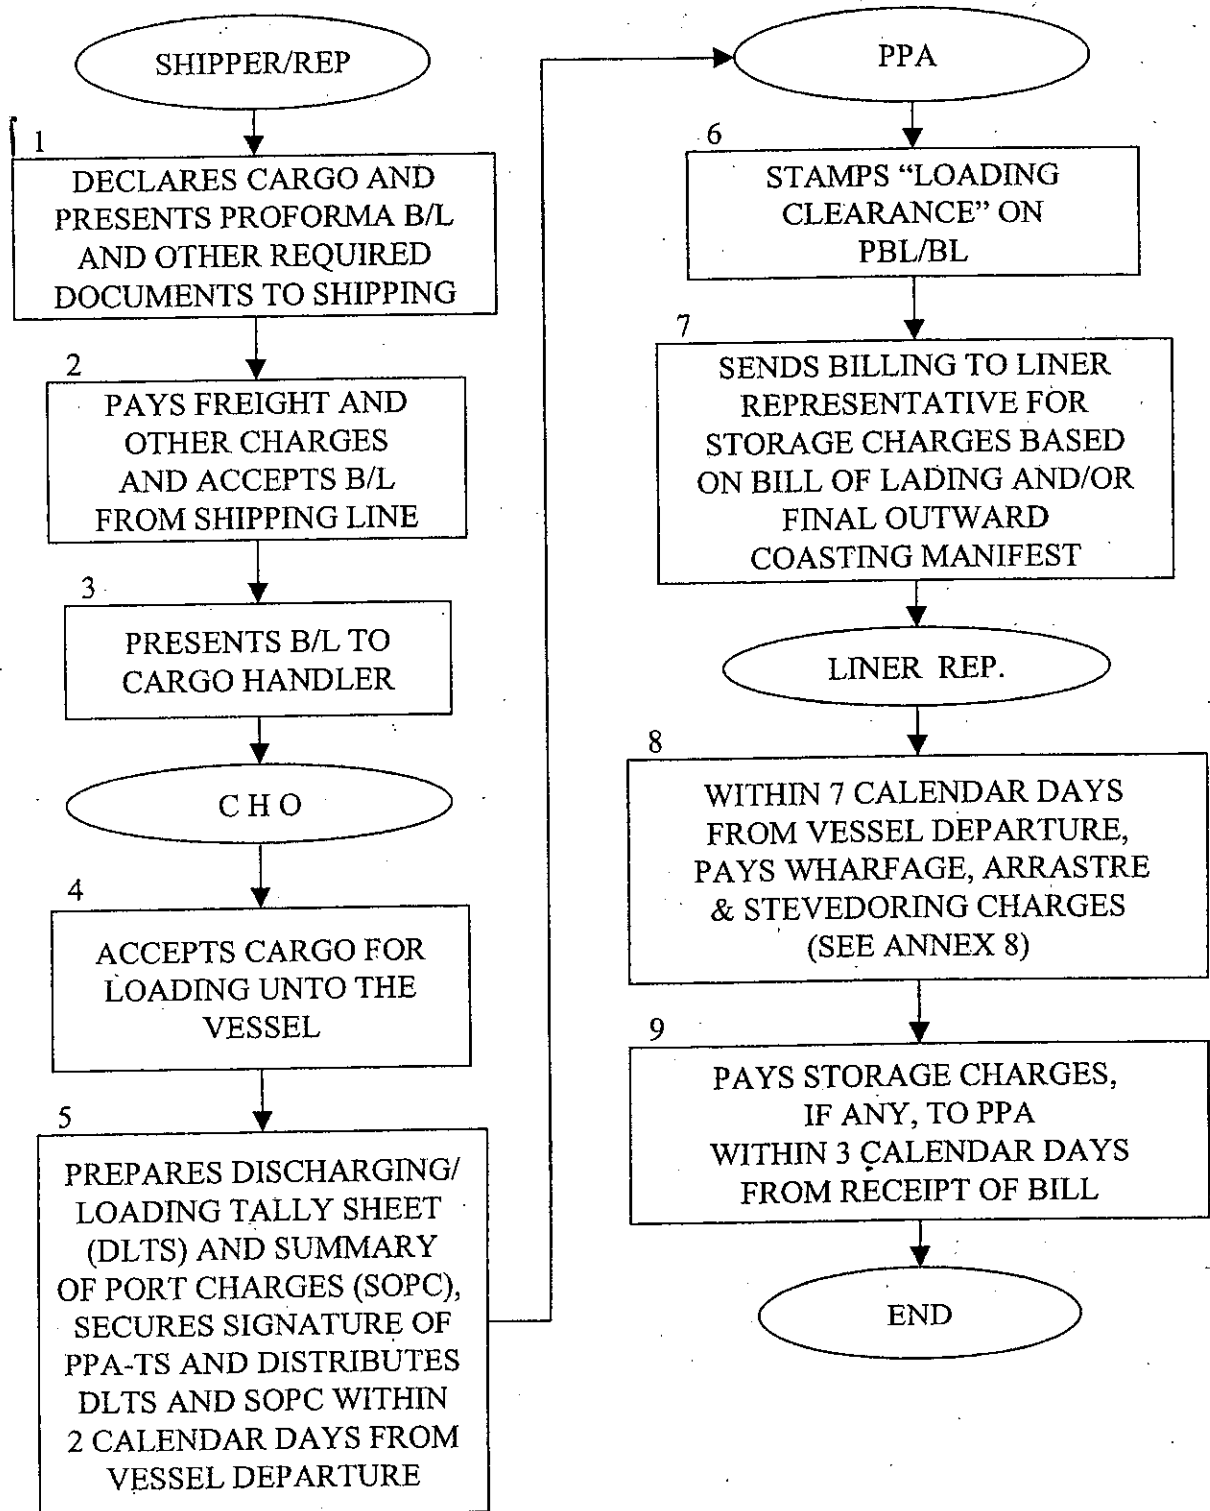 SHIPPER/REP
1
DECLARES CARGO AND
PRESENTS PROFORMA B/L
AND OTHER REQUIRED
DOCUMENTS TO SHIPPING
2
PAYS FREIGHT AND
OTHER CHARGES
AND ACCEPTS B/L
FROM SHIPPING LINE
3
PRESENTS B/L TO
CARGO HANDLER
C H O
4
ACCEPTS CARGO FOR
LOADING UNTO THE
VESSEL
5
PREPARES DISCHARGING/
LOADING TALLY SHEET
(DLTS) AND SUMMARY
OF PORT CHARGES (SOPC),
SECURES SIGNATURE OF
PPA-TS AND DISTRIBUTES
DLTS AND SOPC WITHIN
2 CALENDAR DAYS FROM
VESSEL DEPARTURE
PPA
6
STAMPS “LOADING
CLEARANCE” ON
PBL/BL
7
SENDS BILLING TO LINER
REPRESENTATIVE FOR
STORAGE CHARGES BASED
ON BILL OF LADING AND/OR
FINAL OUTWARD
COASTING MANIFEST
LINER REP.
8
WITHIN 7 CALENDAR DAYS
FROM VESSEL DEPARTURE,
PAYS WHARFAGE, ARRASTRE
& STEVEDORING CHARGES
(SEE ANNEX 8)
9
PAYS STORAGE CHARGES,
IF ANY, TO PPA
WITHIN 3 CALENDAR DAYS
FROM RECEIPT OF BILL
END